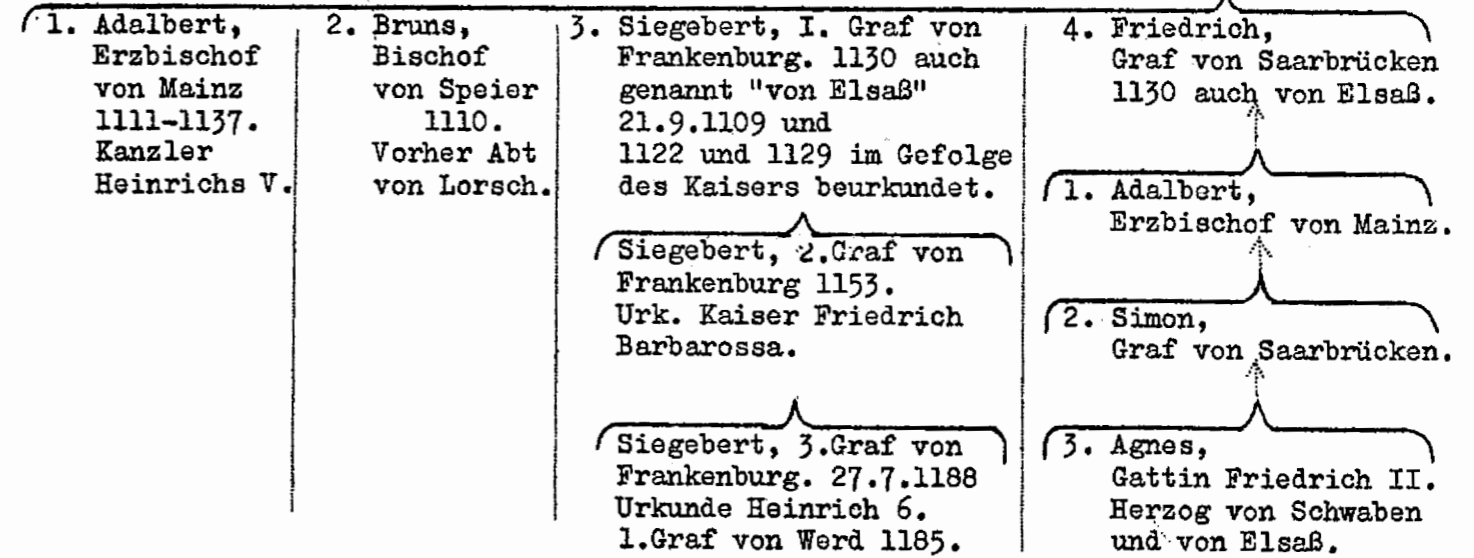 1. Adalbert,
Erzbischof
von Mainz
1111-1137.
Kanzler
Heinrichs V.
2. Bruns,
Bischof
von Speier
1110.
Vorher Abt
von Lorsch.
3. Siegebert, I. Graf von
Frankenburg. 1130 auch
genannt "von Elsaß"
21.9.1109 und
1122 und 1129 im Gefolge
des Kaisers beurkundet.
Siegebert, 2.Graf von
Frankenburg 1153.
Urk. Kaiser Friedrich
Barbarossa.
Siegebert, 3.Graf von
Frankenburg. 27.7.1188
Urkunde Heinrich 6.
1.Graf von Werd 1185.
4. Friedrich,
Graf von Saarbrücken
1130 auch von Elsaß.
1. Adalbert,
Erzbischof von Mainz.
2. Simon,
Graf von Saarbrücken.
3. Agnes,
Gattin Friedrich II.
Herzog von Schwaben
und von Elsaß.